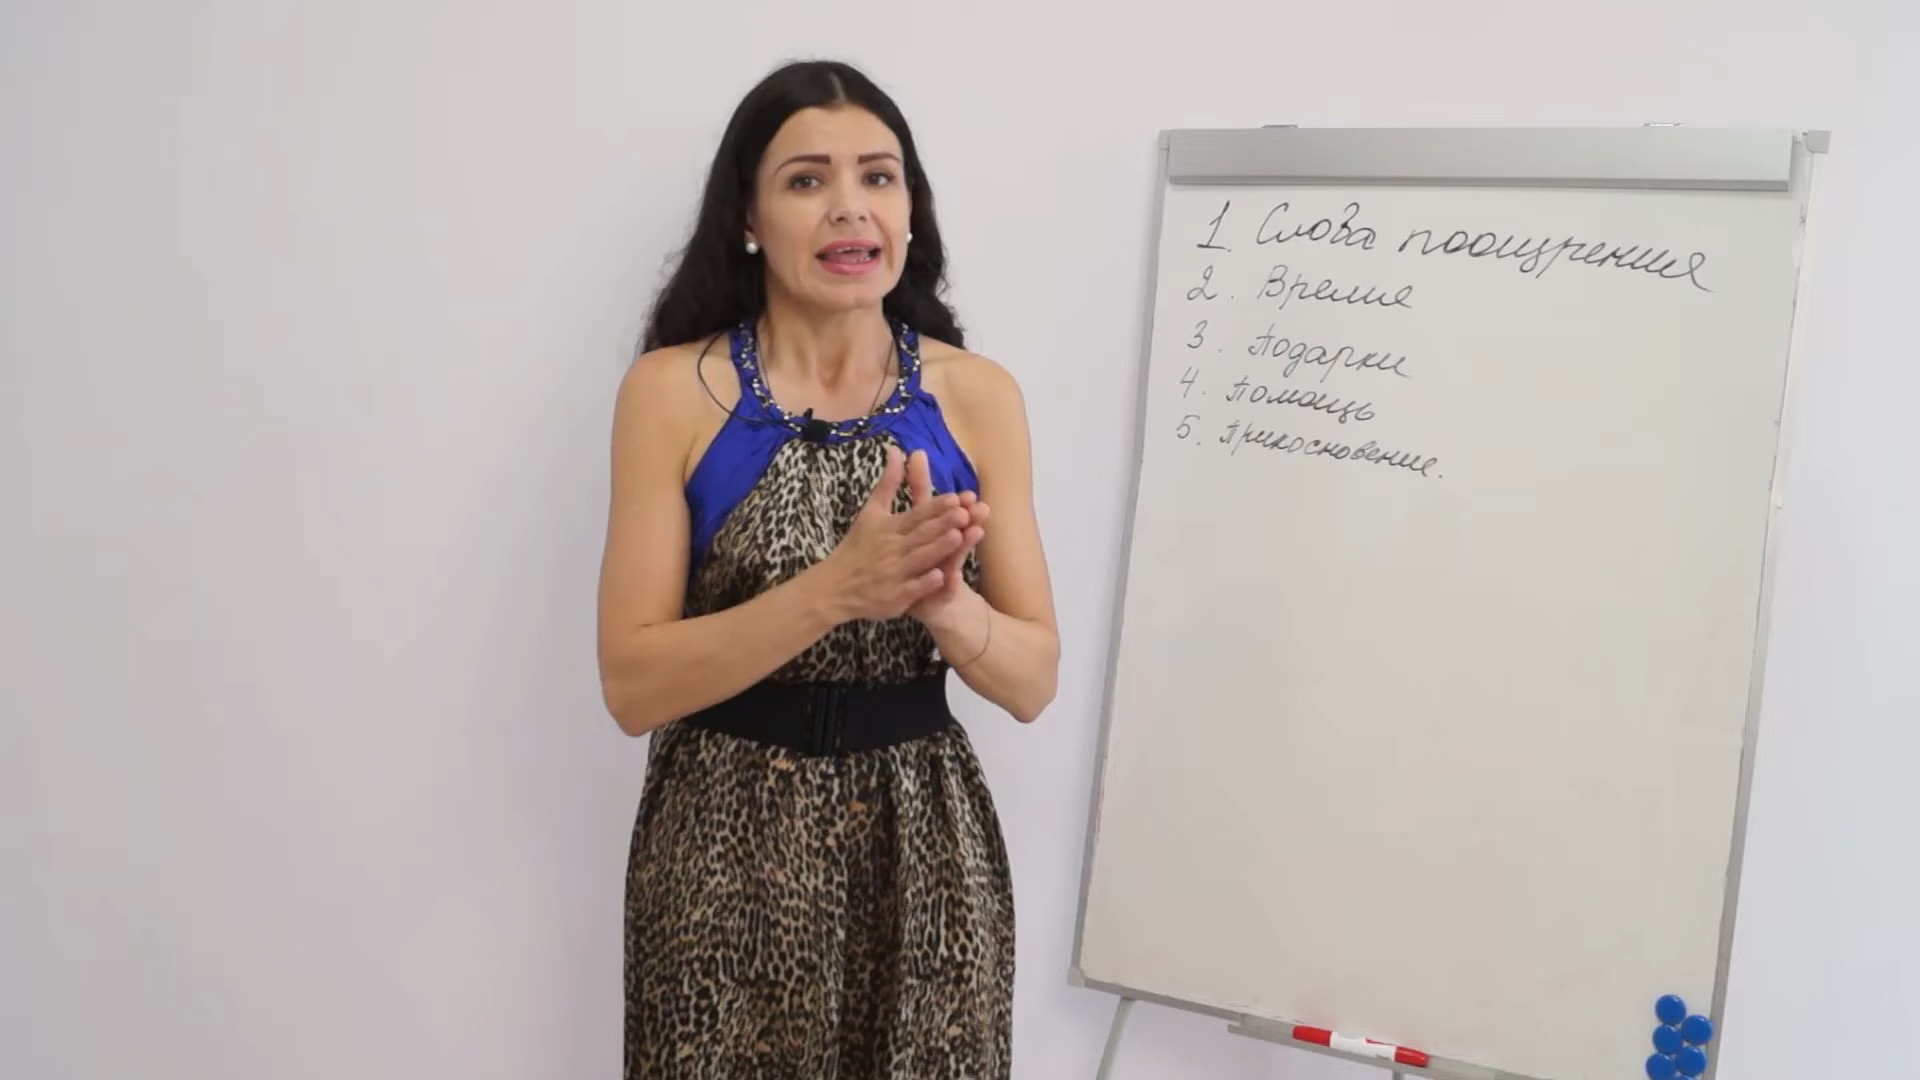 1. Слова поощрения
2. Время
3. Подарки
4. Помощь
5. Прикосновение.